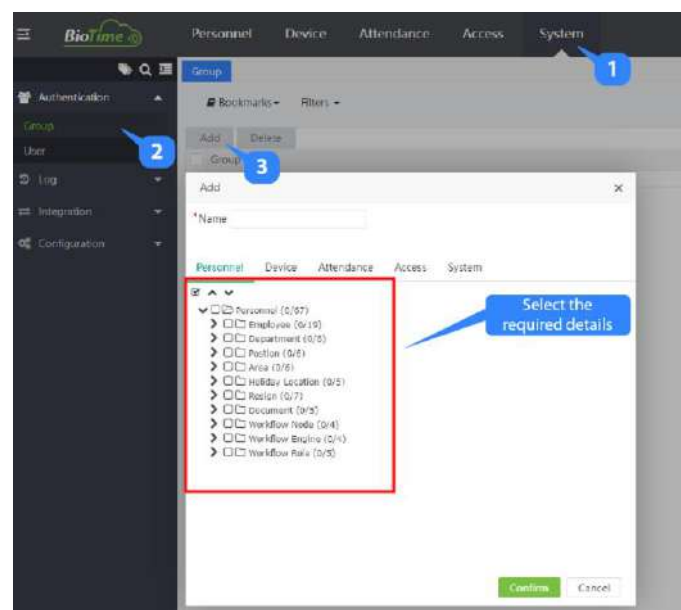 BioTime
Personnel Device Attendance Access System
1
Group
Authentication
Bookmarks Filters
Group
User
2
Add Delete
3
Group
Log
Integration
Configuration
Add ×
*Name
Personnel Device Attendance Access System
Personnel (0/67)
Employee (0/19)
Department (0/6)
Position (0/6)
Area (0/6)
Holiday Location (0/5)
Resign (0/7)
Document (0/5)
Workflow Node (0/4)
Workflow Engine (0/4)
Workflow Role (0/5)
Select the
required details
Confirm Cancel